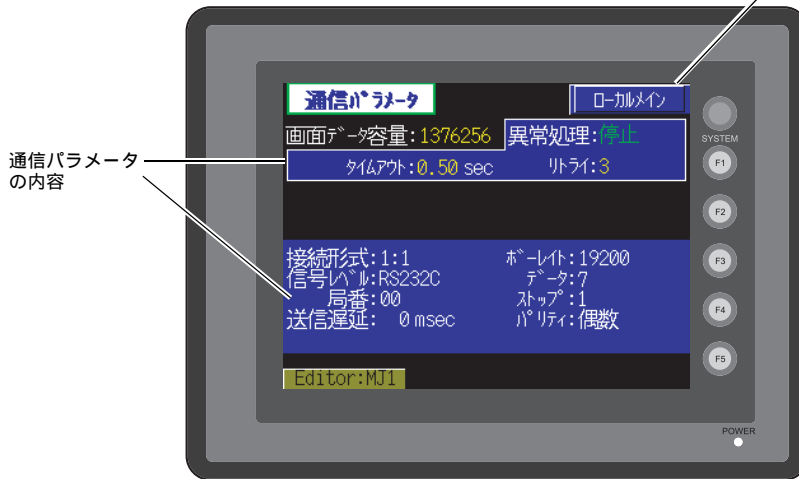 通信ﾊﾟﾗﾒｰﾀ
ﾛｰｶﾙﾒｲﾝ
画面ﾃﾞｰﾀ容量:1376256
異常処理:停止
ﾀｲﾑｱｳﾄ:0.50 sec
ﾘﾄﾗｲ:3
通信パラメータ
の内容
接続形式:1:1
ﾎﾞｰﾚｲﾄ:19200
信号ﾚﾍﾞﾙ:RS232C
ﾃﾞｰﾀ:7
局番:00
ｽﾄｯﾌﾟ:1
送信遅延: 0 msec
ﾊﾟﾘﾃｨ:偶数
Editor:MJ1
SYSTEM
F1
F2
F3
F4
F5
POWER